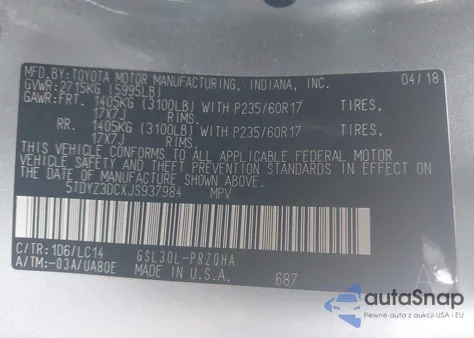 MFD.BY:TOYOTA MOTOR MANUFACTURING, INDIANA, INC. 04/18
GVWR:2715KG (5995LB)
GAWR:FRT. 1405KG (3100LB) WITH P235/60R17 TIRES,
17X7J RIMS.
RR. 1405KG (3100LB) WITH P235/60R17 TIRES,
17X7J RIMS.
THIS VEHICLE CONFORMS TO ALL APPLICABLE FEDERAL MOTOR
VEHICLE SAFETY AND THEFT PREVENTION STANDARDS IN EFFECT ON
THE DATE OF MANUFACTURE SHOWN ABOVE.
5TDYZ3DCXJS937984 MPV
C/TR:1D6/LC14 GSL30L-PRZQHA
A/TM:-03A/UA80E MADE IN U.S.A. 687
A
autoSnap
Pewne auta z aukcji USA i EU